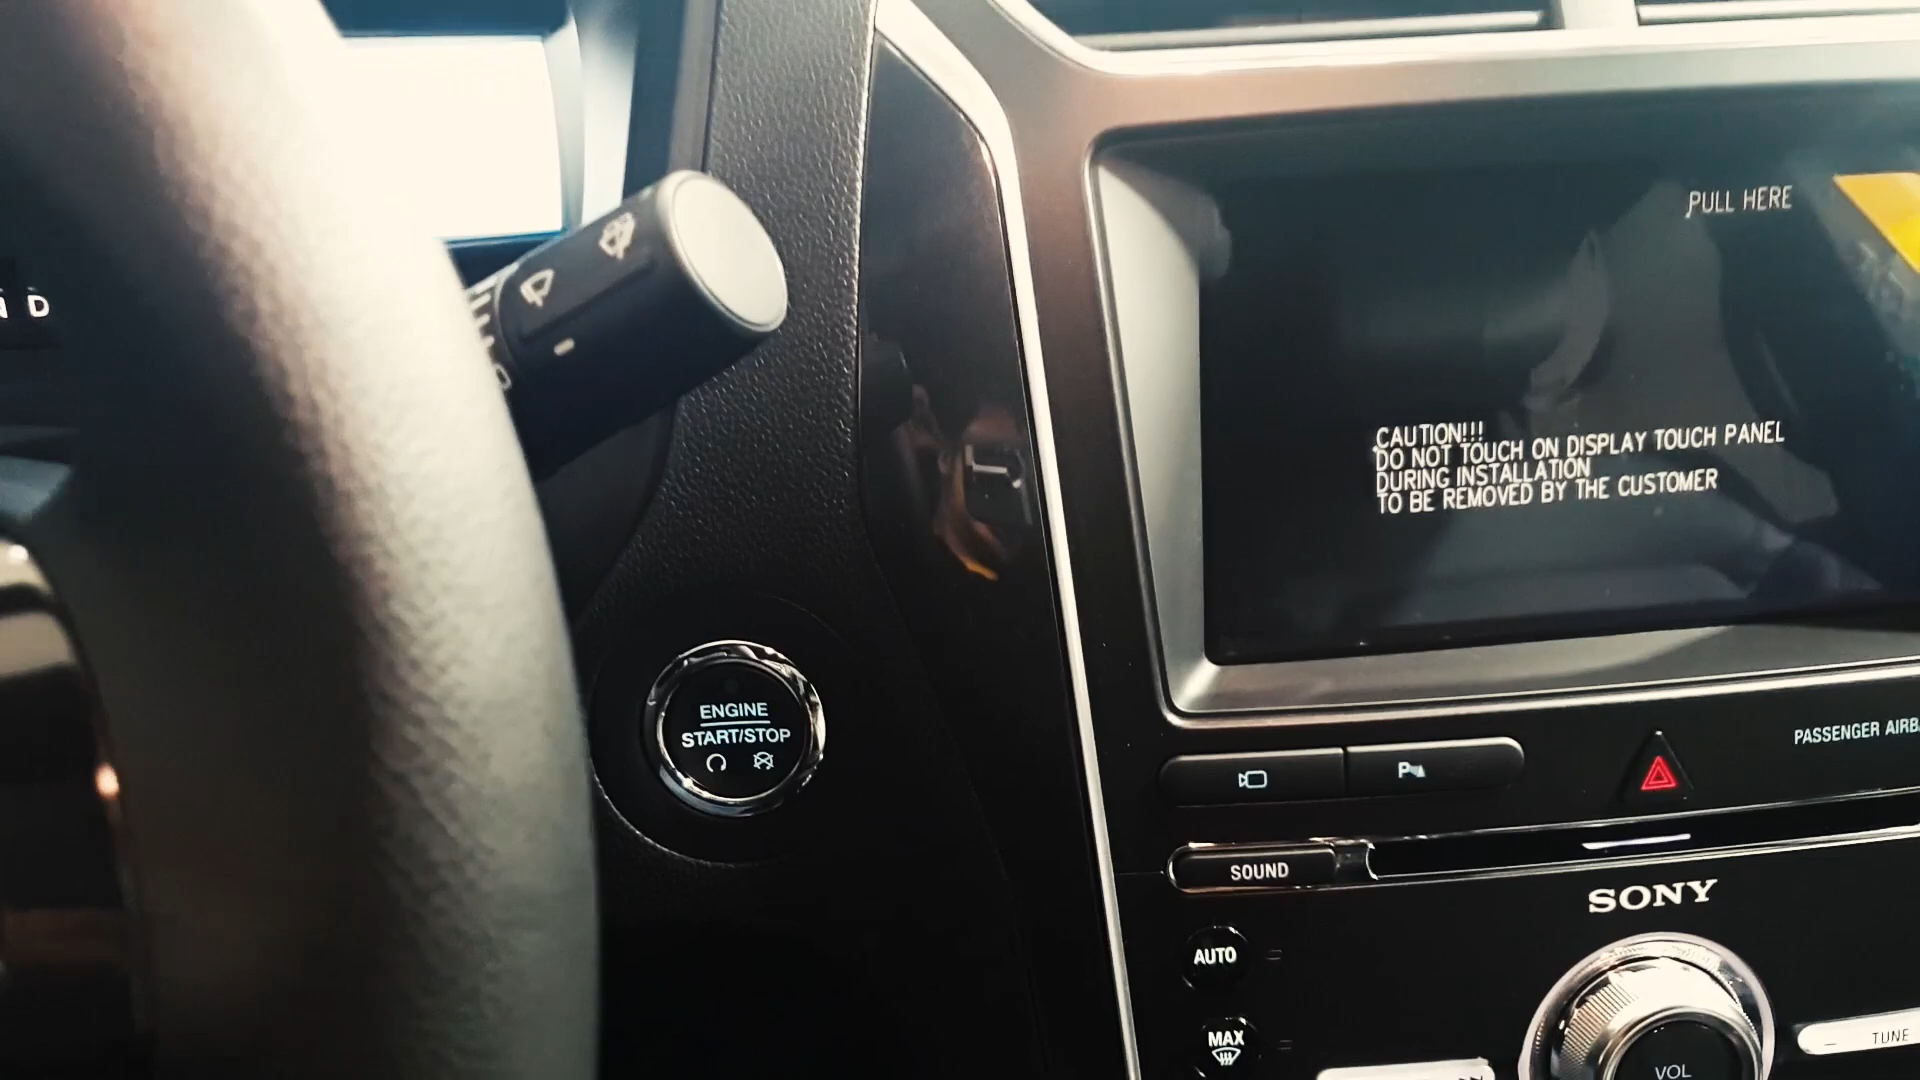 PULL HERE
N D
CAUTION!!!
DO NOT TOUCH ON DISPLAY TOUCH PANEL
DURING INSTALLATION
TO BE REMOVED BY THE CUSTOMER
ENGINE
START/STOP
PASSENGER
P
SOUND
SONY
AUTO
MAX
TUNE
VOL